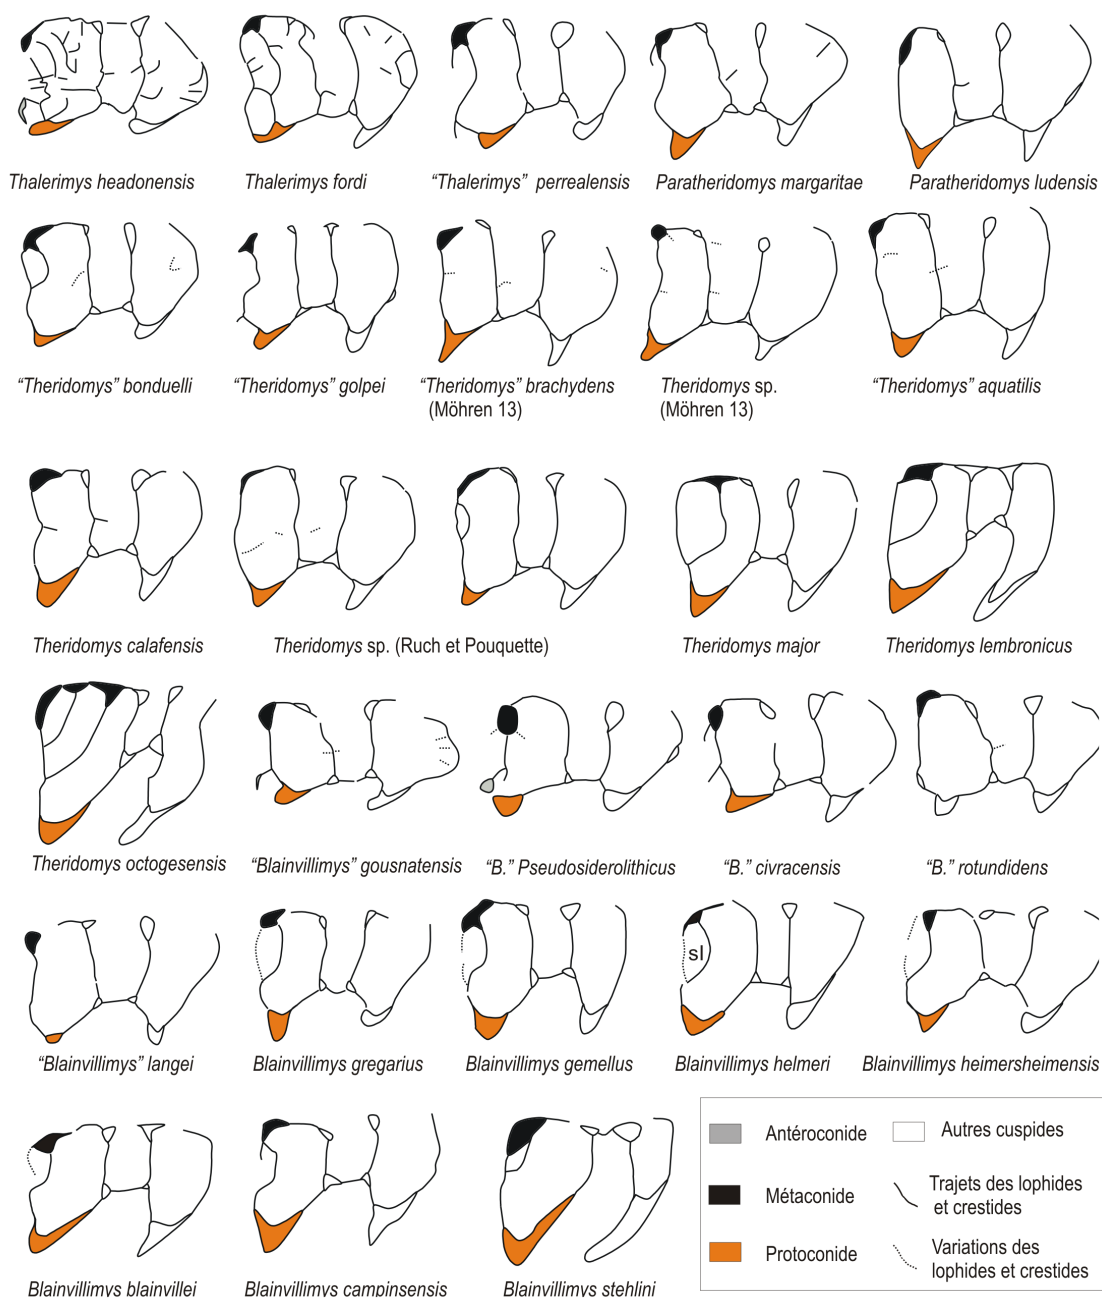 Thalerimys headonensis
Thalerimys fordi
“Thalerimys” perrealensis
Paratheridomys margaritae
Paratheridomys ludensis
“Theridomys” bonduelli
“Theridomys” golpei
“Theridomys” brachydens
(Möhren 13)
Theridomys sp.
(Möhren 13)
“Theridomys” aquatilis
Theridomys calafensis
Theridomys sp. (Ruch et Pouquette)
Theridomys major
Theridomys lembronicus
Theridomys octogesensis
“Blainvillimys” gousnatensis
“B.” Pseudosiderolithicus
“B.” civracensis
“B.” rotundidens
sl
“Blainvillimys” langei
Blainvillimys gregarius
Blainvillimys gemellus
Blainvillimys helmeri
Blainvillimys heimersheimensis
Blainvillimys blainvillei
Blainvillimys campinsensis
Blainvillimys stehlini
Antéroconide
Métaconide
Protoconide
Autres cuspides
Trajets des lophides
et crestides
Variations des
lophides et crestides